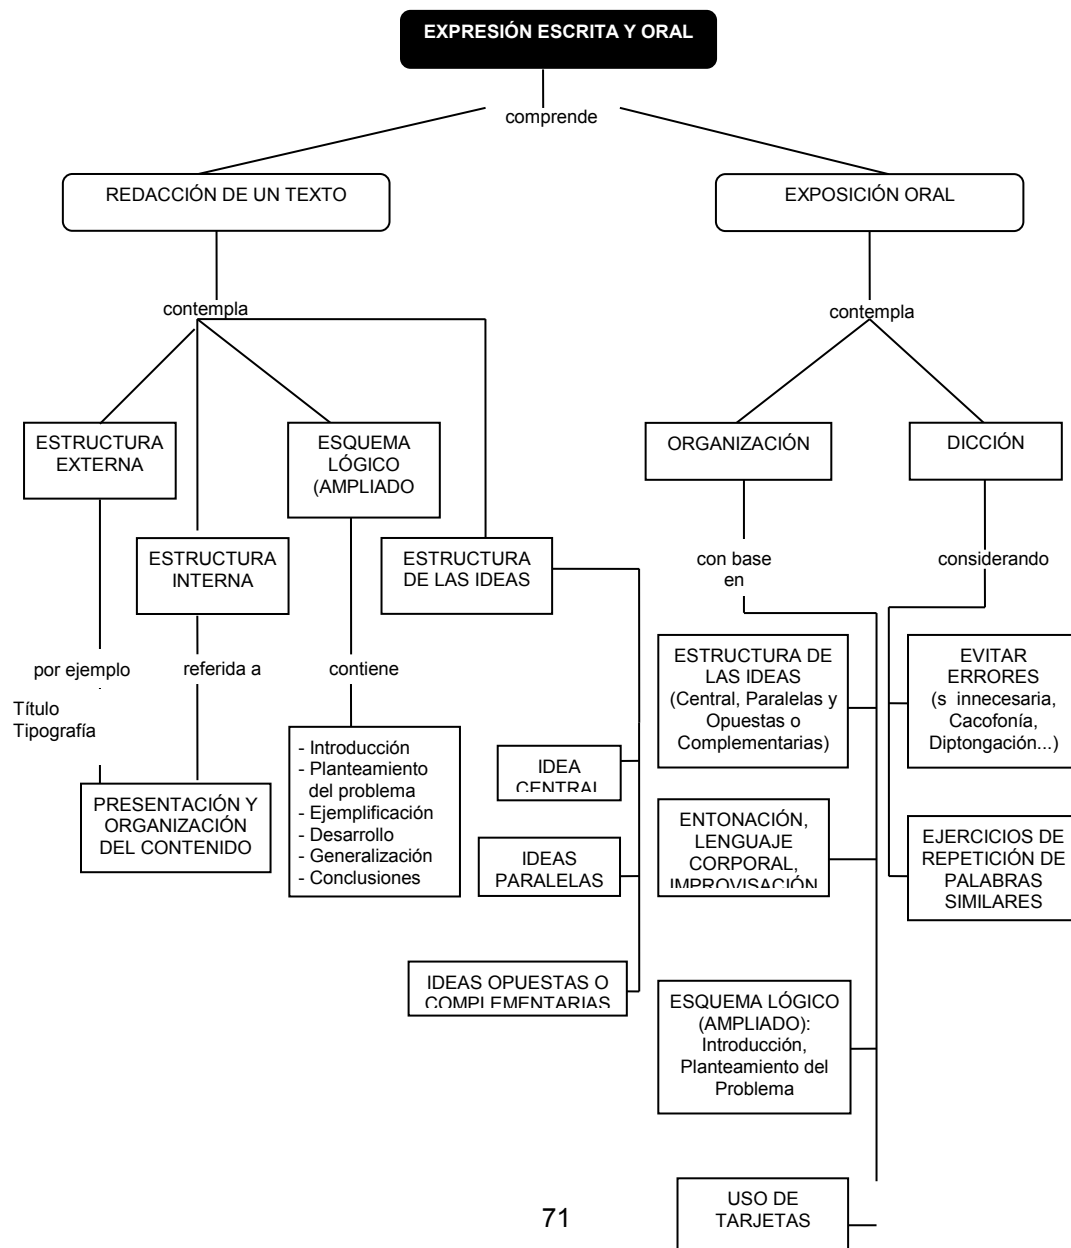 EXPRESIÓN ESCRITA Y ORAL
comprende
REDACCIÓN DE UN TEXTO
EXPOSICIÓN ORAL
contempla
contempla
ESTRUCTURA
EXTERNA
ESQUEMA
LÓGICO
(AMPLIADO
ORGANIZACIÓN
DICCIÓN
ESTRUCTURA
INTERNA
ESTRUCTURA
DE LAS IDEAS
con base
en
considerando
por ejemplo
referida a
contiene
Título
Tipografía
ESTRUCTURA DE
LAS IDEAS
(Central, Paralelas y
Opuestas o
Complementarias)
EVITAR
ERRORES
(s innecesaria,
Cacofonía,
Diptongación...)
PRESENTACIÓN Y
ORGANIZACIÓN
DEL CONTENIDO
- Introducción
- Planteamiento
del problema
- Ejemplificación
- Desarrollo
- Generalización
- Conclusiones
IDEA
CENTRAL
IDEAS
PARALELAS
IDEAS OPUESTAS O
COMPLEMENTARIAS
ENTONACIÓN,
LENGUAJE
CORPORAL,
IMPROVISACIÓN
EJERCICIOS DE
REPETICIÓN DE
PALABRAS
SIMILARES
ESQUEMA LÓGICO
(AMPLIADO):
Introducción,
Planteamiento del
Problema
USO DE
TARJETAS
71